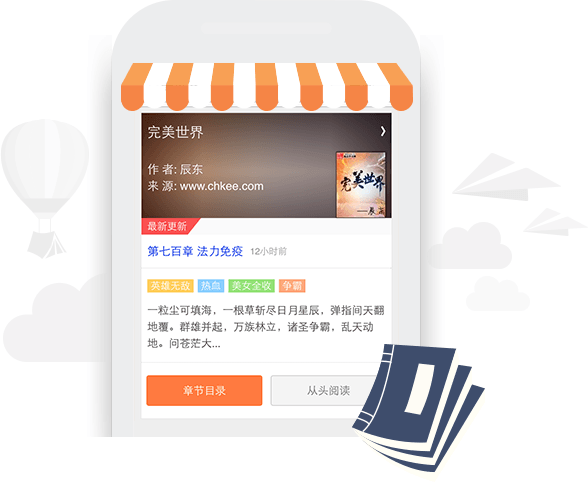 完美世界
作 者: 辰东
来 源: www.chkee.com
完美世界
——辰东
最新更新
第七百章 法力免疫 12小时前
英雄无敌 热血 美女全收 争霸
一粒尘可填海，一根草斩尽日月星辰，弹指间天翻
地覆。群雄并起，万族林立，诸圣争霸，乱天动
地。问苍茫大...
章节目录 从头阅读